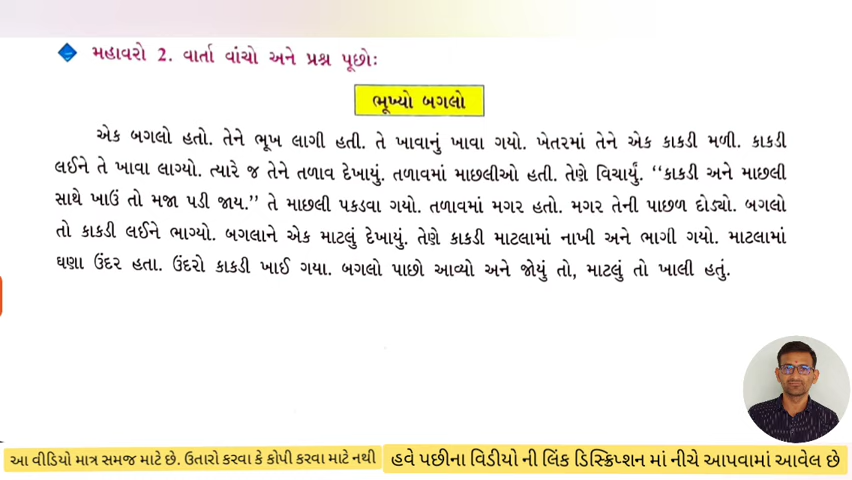 મહાવરો 2. વાર્તા વાંચો અને પ્રશ્ન પૂછો:
ભૂખ્યો બગલો
એક બગલો હતો. તેને ભૂખ લાગી હતી. તે ખાવાનું ખાવા ગયો. ખેતરમાં તેને એક કાકડી મળી. કાકડી
લઈને તે ખાવા લાગ્યો. ત્યારે જ તેને તળાવ દેખાયું. તળાવમાં માછલીઓ હતી. તેણે વિચાર્યું. “કાકડી અને માછલી
સાથે ખાઉં તો મજા પડી જાય.” તે માછલી પકડવા ગયો. તળાવમાં મગર હતો. મગર તેની પાછળ દોડ્યો. બગલો
તો કાકડી લઈને ભાગ્યો. બગલાને એક માટલું દેખાયું. તેણે કાકડી માટલામાં નાખી અને ભાગી ગયો. માટલામાં
ઘણા ઉંદર હતા. ઉંદરો કાકડી ખાઈ ગયા. બગલો પાછો આવ્યો અને જોયું તો, માટલું તો ખાલી હતું.
આ વીડિયો માત્ર સમજ માટે છે. ઉતારો કરવા કે કોપી કરવા માટે નથી
હવે પછીના વિડીયો ની લિંક ડિસ્ક્રિપ્શન માં નીચે આપવામાં આવેલ છે